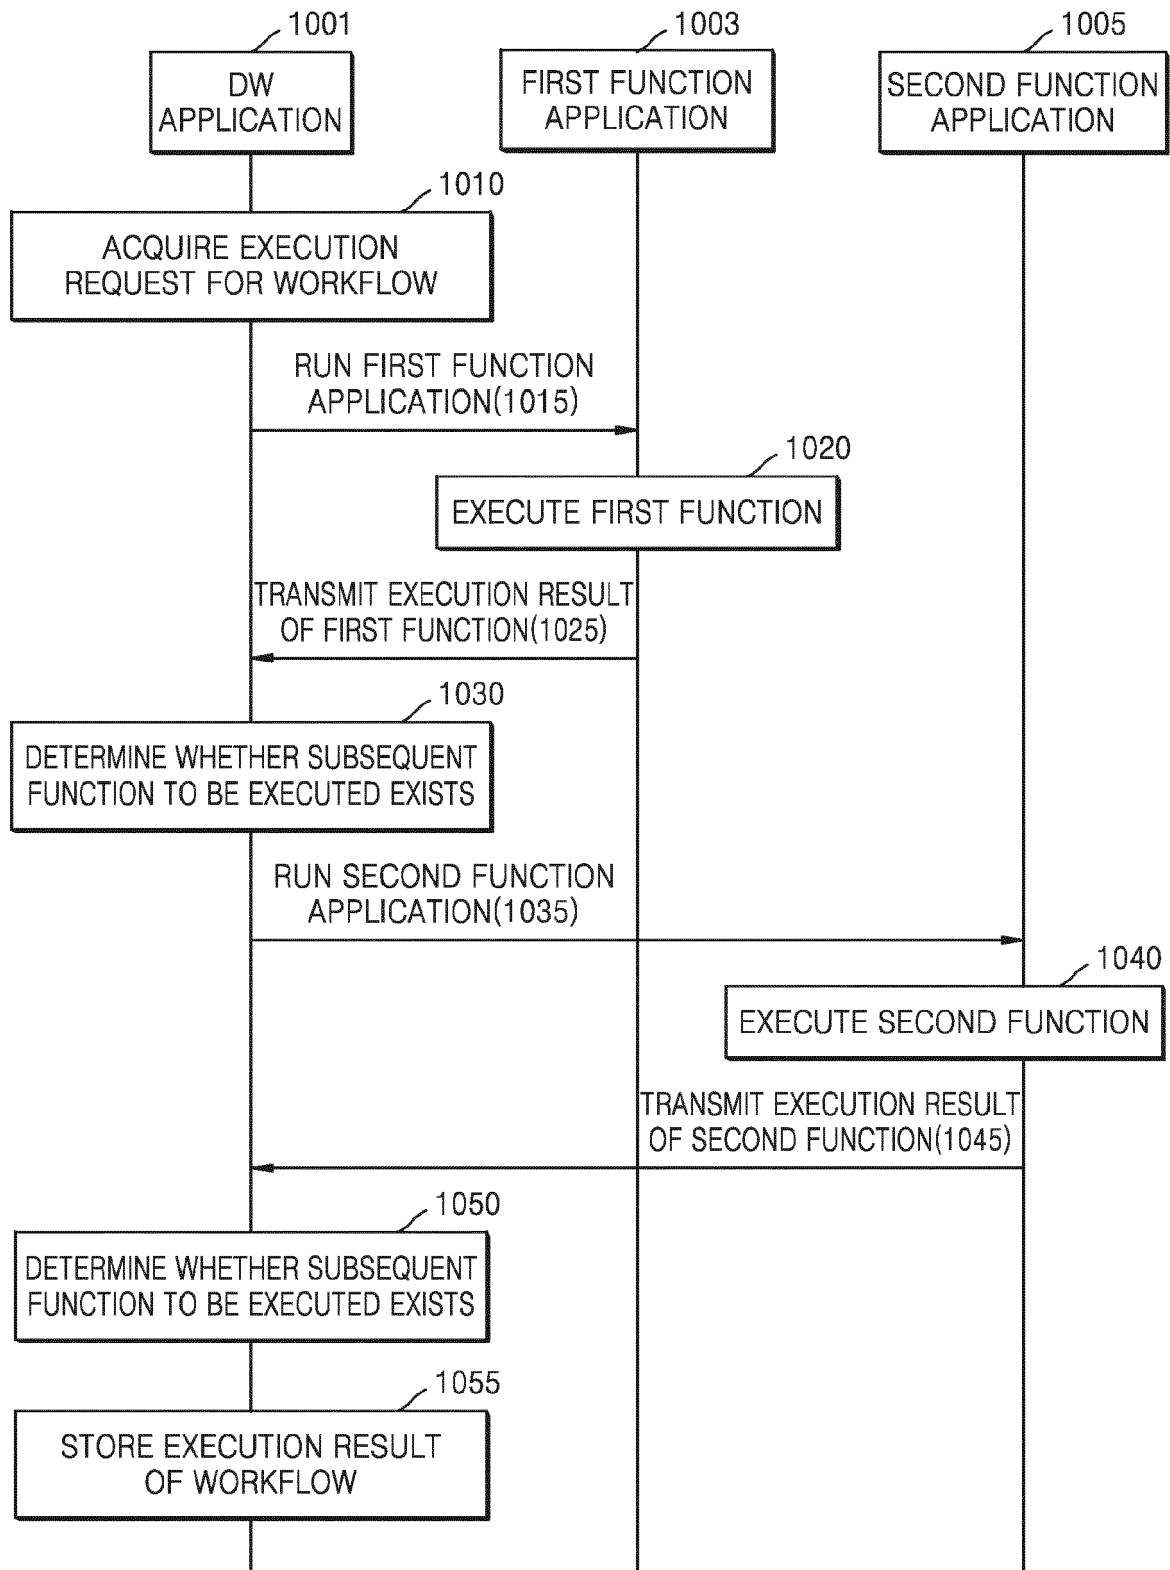 1001
1003
1005
DW
APPLICATION
FIRST FUNCTION
APPLICATION
SECOND FUNCTION
APPLICATION
1010
ACQUIRE EXECUTION
REQUEST FOR WORKFLOW
RUN FIRST FUNCTION
APPLICATION(1015)
1020
EXECUTE FIRST FUNCTION
TRANSMIT EXECUTION RESULT
OF FIRST FUNCTION(1025)
1030
DETERMINE WHETHER SUBSEQUENT
FUNCTION TO BE EXECUTED EXISTS
RUN SECOND FUNCTION
APPLICATION(1035)
1040
EXECUTE SECOND FUNCTION
TRANSMIT EXECUTION RESULT
OF SECOND FUNCTION(1045)
1050
DETERMINE WHETHER SUBSEQUENT
FUNCTION TO BE EXECUTED EXISTS
1055
STORE EXECUTION RESULT
OF WORKFLOW